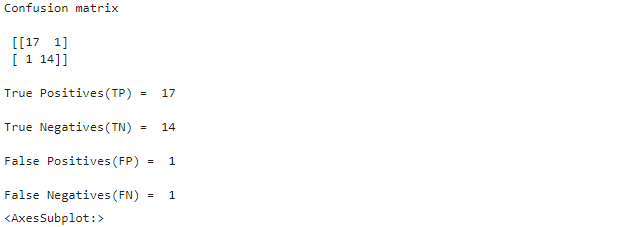 Confusion matrix
[[17  1]
[ 1 14]]
True Positives(TP) =  17
True Negatives(TN) =  14
False Positives(FP) =  1
False Negatives(FN) =  1
<AxesSubplot:>